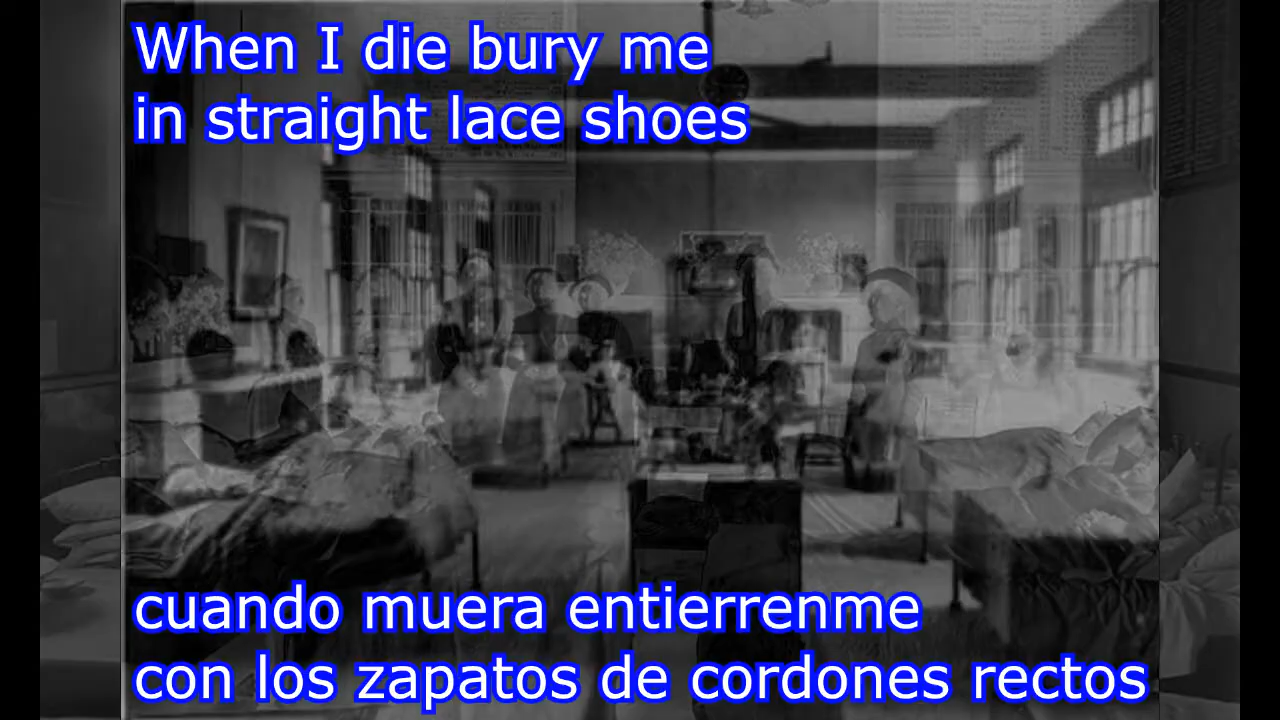 When I die bury me
in straight lace shoes
cuando muera entierrenme
con los zapatos de cordones rectos